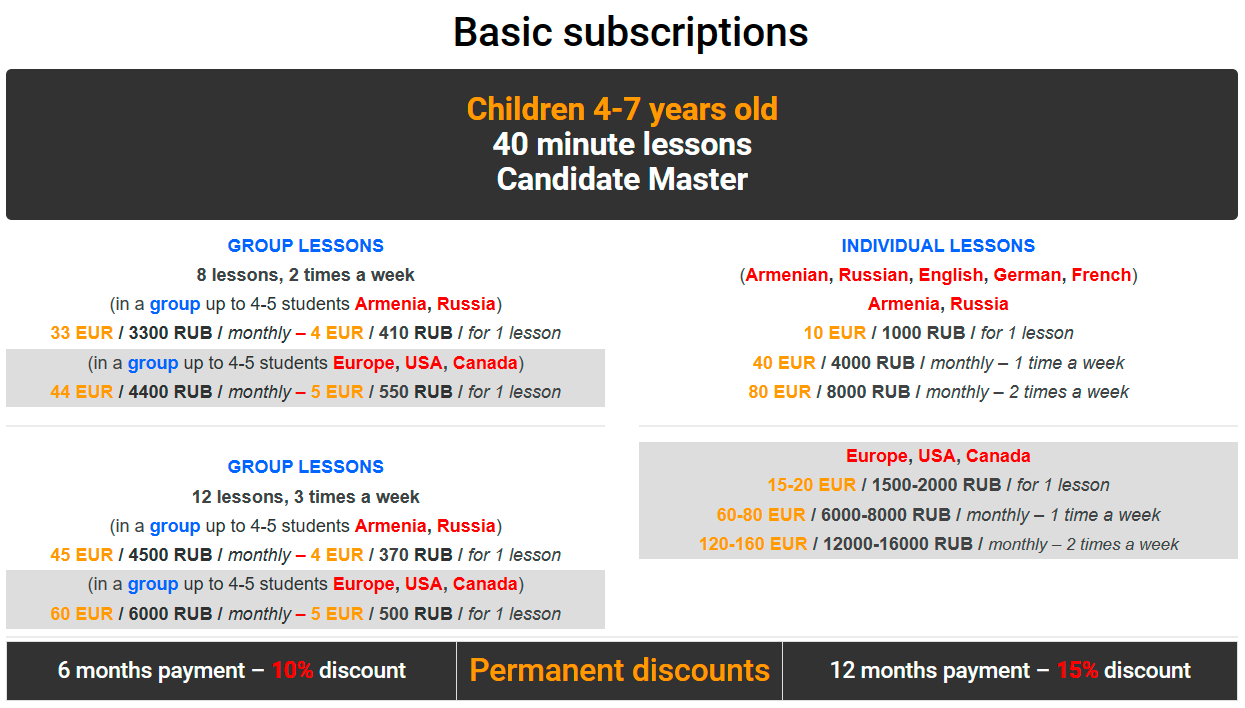 Basic subscriptions
Children 4-7 years old
40 minute lessons
Candidate Master
GROUP LESSONS
8 lessons, 2 times a week
(in a group up to 4-5 students Armenia, Russia)
33 EUR / 3300 RUB / monthly – 4 EUR / 410 RUB / for 1 lesson
(in a group up to 4-5 students Europe, USA, Canada)
44 EUR / 4400 RUB / monthly – 5 EUR / 550 RUB / for 1 lesson
GROUP LESSONS
12 lessons, 3 times a week
(in a group up to 4-5 students Armenia, Russia)
45 EUR / 4500 RUB / monthly – 4 EUR / 370 RUB / for 1 lesson
(in a group up to 4-5 students Europe, USA, Canada)
60 EUR / 6000 RUB / monthly – 5 EUR / 500 RUB / for 1 lesson
INDIVIDUAL LESSONS
(Armenian, Russian, English, German, French)
Armenia, Russia
10 EUR / 1000 RUB / for 1 lesson
40 EUR / 4000 RUB / monthly – 1 time a week
80 EUR / 8000 RUB / monthly – 2 times a week
Europe, USA, Canada
15-20 EUR / 1500-2000 RUB / for 1 lesson
60-80 EUR / 6000-8000 RUB / monthly – 1 time a week
120-160 EUR / 12000-16000 RUB / monthly – 2 times a week
6 months payment – 10% discount
Permanent discounts
12 months payment – 15% discount